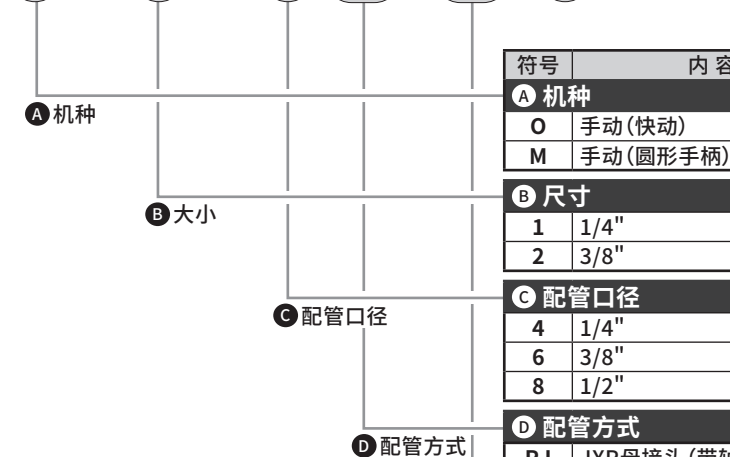 符号 内容
A 机种
A 机种
O 手动(快动)
M 手动(圆形手柄)
B 尺寸
B 大小
1 1/4"
2 3/8"
C 配管口径
C 配管口径
4 1/4"
6 3/8"
8 1/2"
D 配管方式
D 配管方式